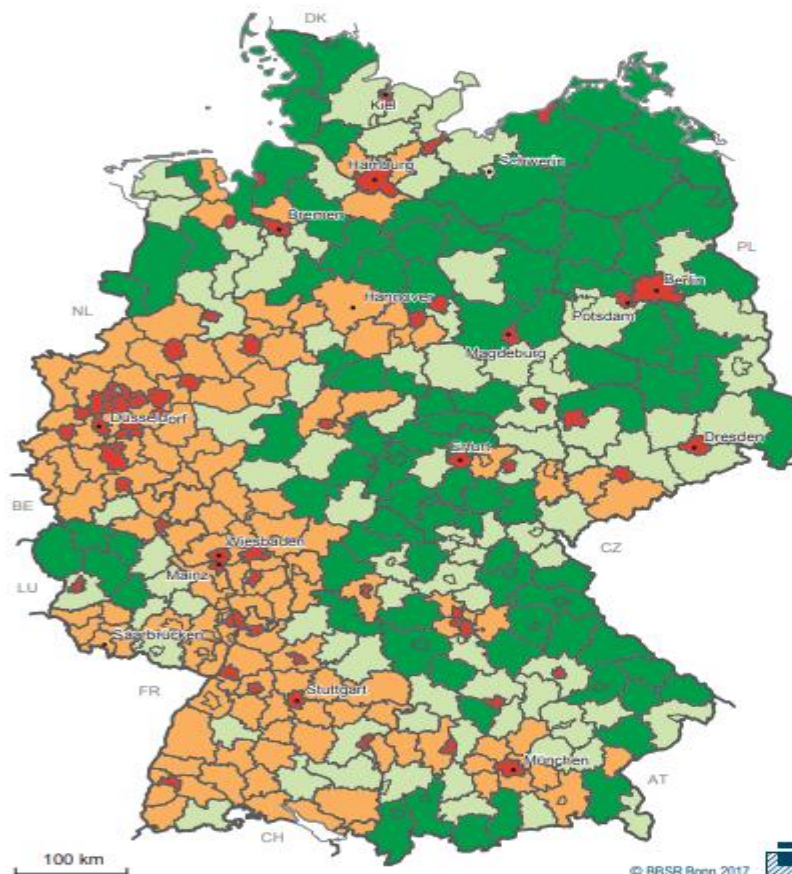 DK
Kiel
Hamburg
Schwerin
Bremen
PL
Berlin
NL
Hannover
Potsdam
Magdeburg
Düsseldorf
Erfurt
Dresden
BE
Wiesbaden
CZ
LU
Mainz
Saarbrücken
FR
Stuttgart
München
AT
CH
100 km
© BBSR Bonn 2017